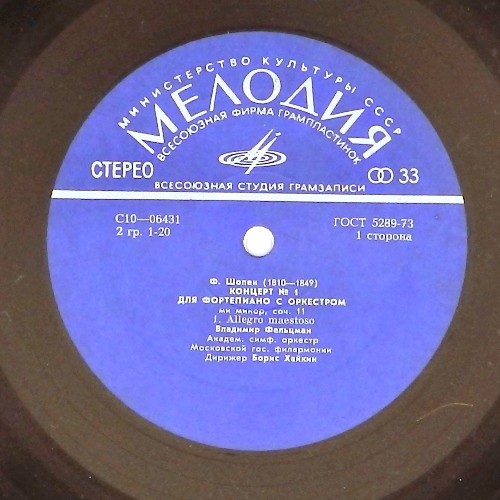 МИНИСТЕРСТВО КУЛЬТУРЫ СССР
МЕЛОДИЯ
ВСЕСОЮЗНАЯ ФИРМА ГРАМПЛАСТИНОК
СТЕРЕО
33
ВСЕСОЮЗНАЯ СТУДИЯ ГРАМЗАПИСИ
С10—06431
ГОСТ 5289-73
2 гр. 1-20
1 сторона
Ф. Шопен (1810—1849)
КОНЦЕРТ № 1
ДЛЯ ФОРТЕПИАНО С ОРКЕСТРОМ
ми минор, соч. 11
1. Allegro maestoso
Владимир Фельцман
Академ. симф. оркестр
Московской гос. филармонии
Дирижер Борис Хайкин